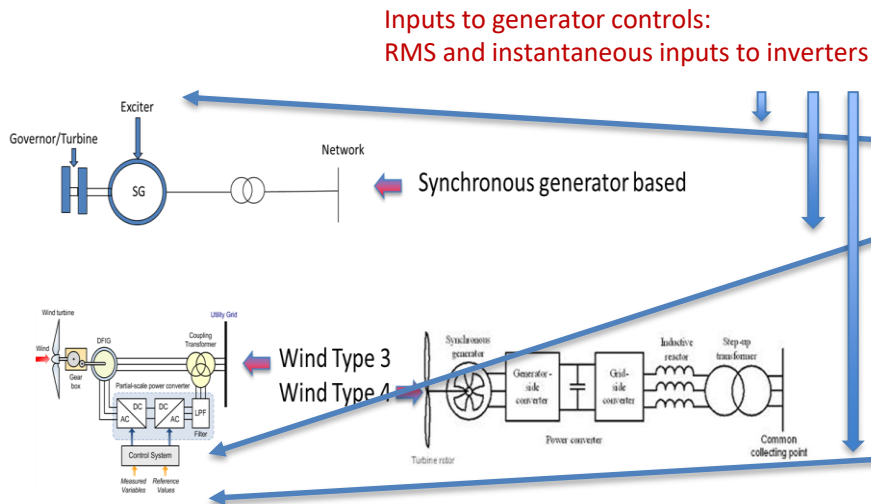 Inputs to generator controls:
RMS and instantaneous inputs to inverters
Exciter
Governor/Turbine
Network
SG
Synchronous generator based
Utility Grid
Wind turbine
Coupling
Transformer
DFIG
Wind
Gear
box
Partial-scale power converter
AC
DC
DC
AC
LPF
Filter
Control System
Measured
Variables
Reference
Values
Wind Type 3
Wind Type 4
Synchronous
generator
Generator-
side
converter
Grid-
side
converter
Inductive
reactor
Step-up
transformer
Power converter
Turbine rotor
Common
collecting point